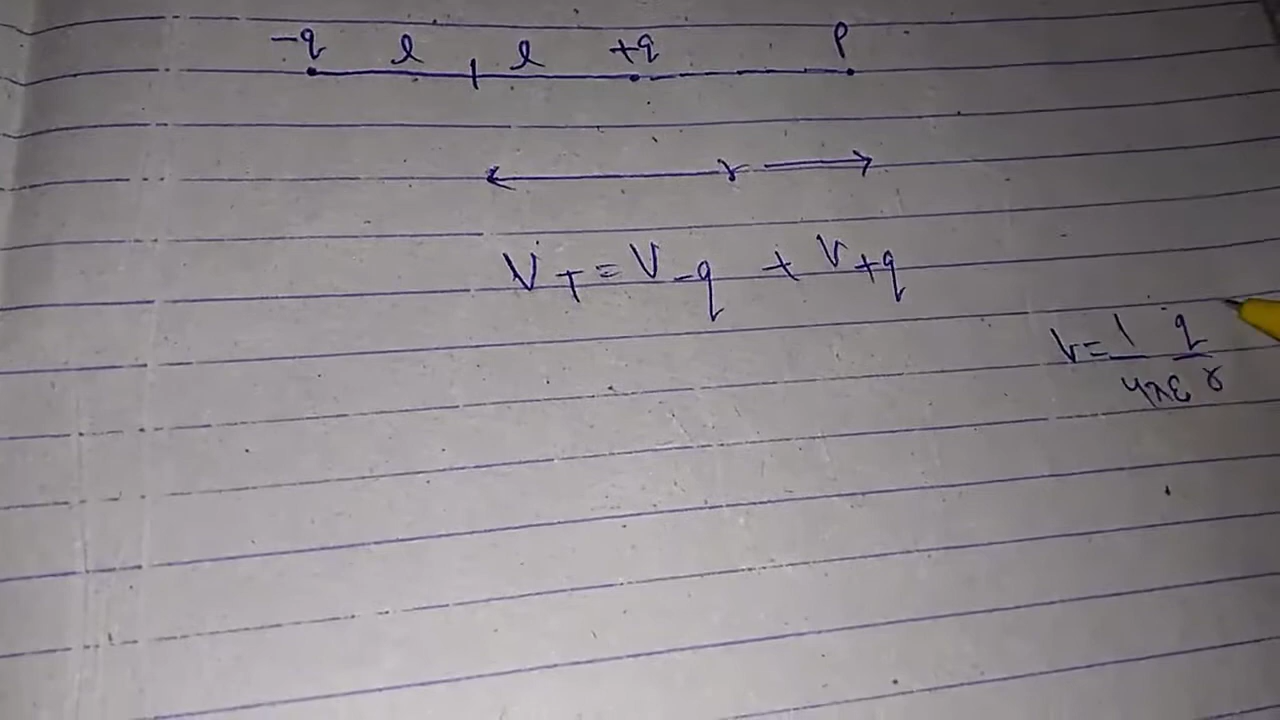 -q l l +q P
r
V_T = V_-q + V_+q
V = 1/4πε q/r